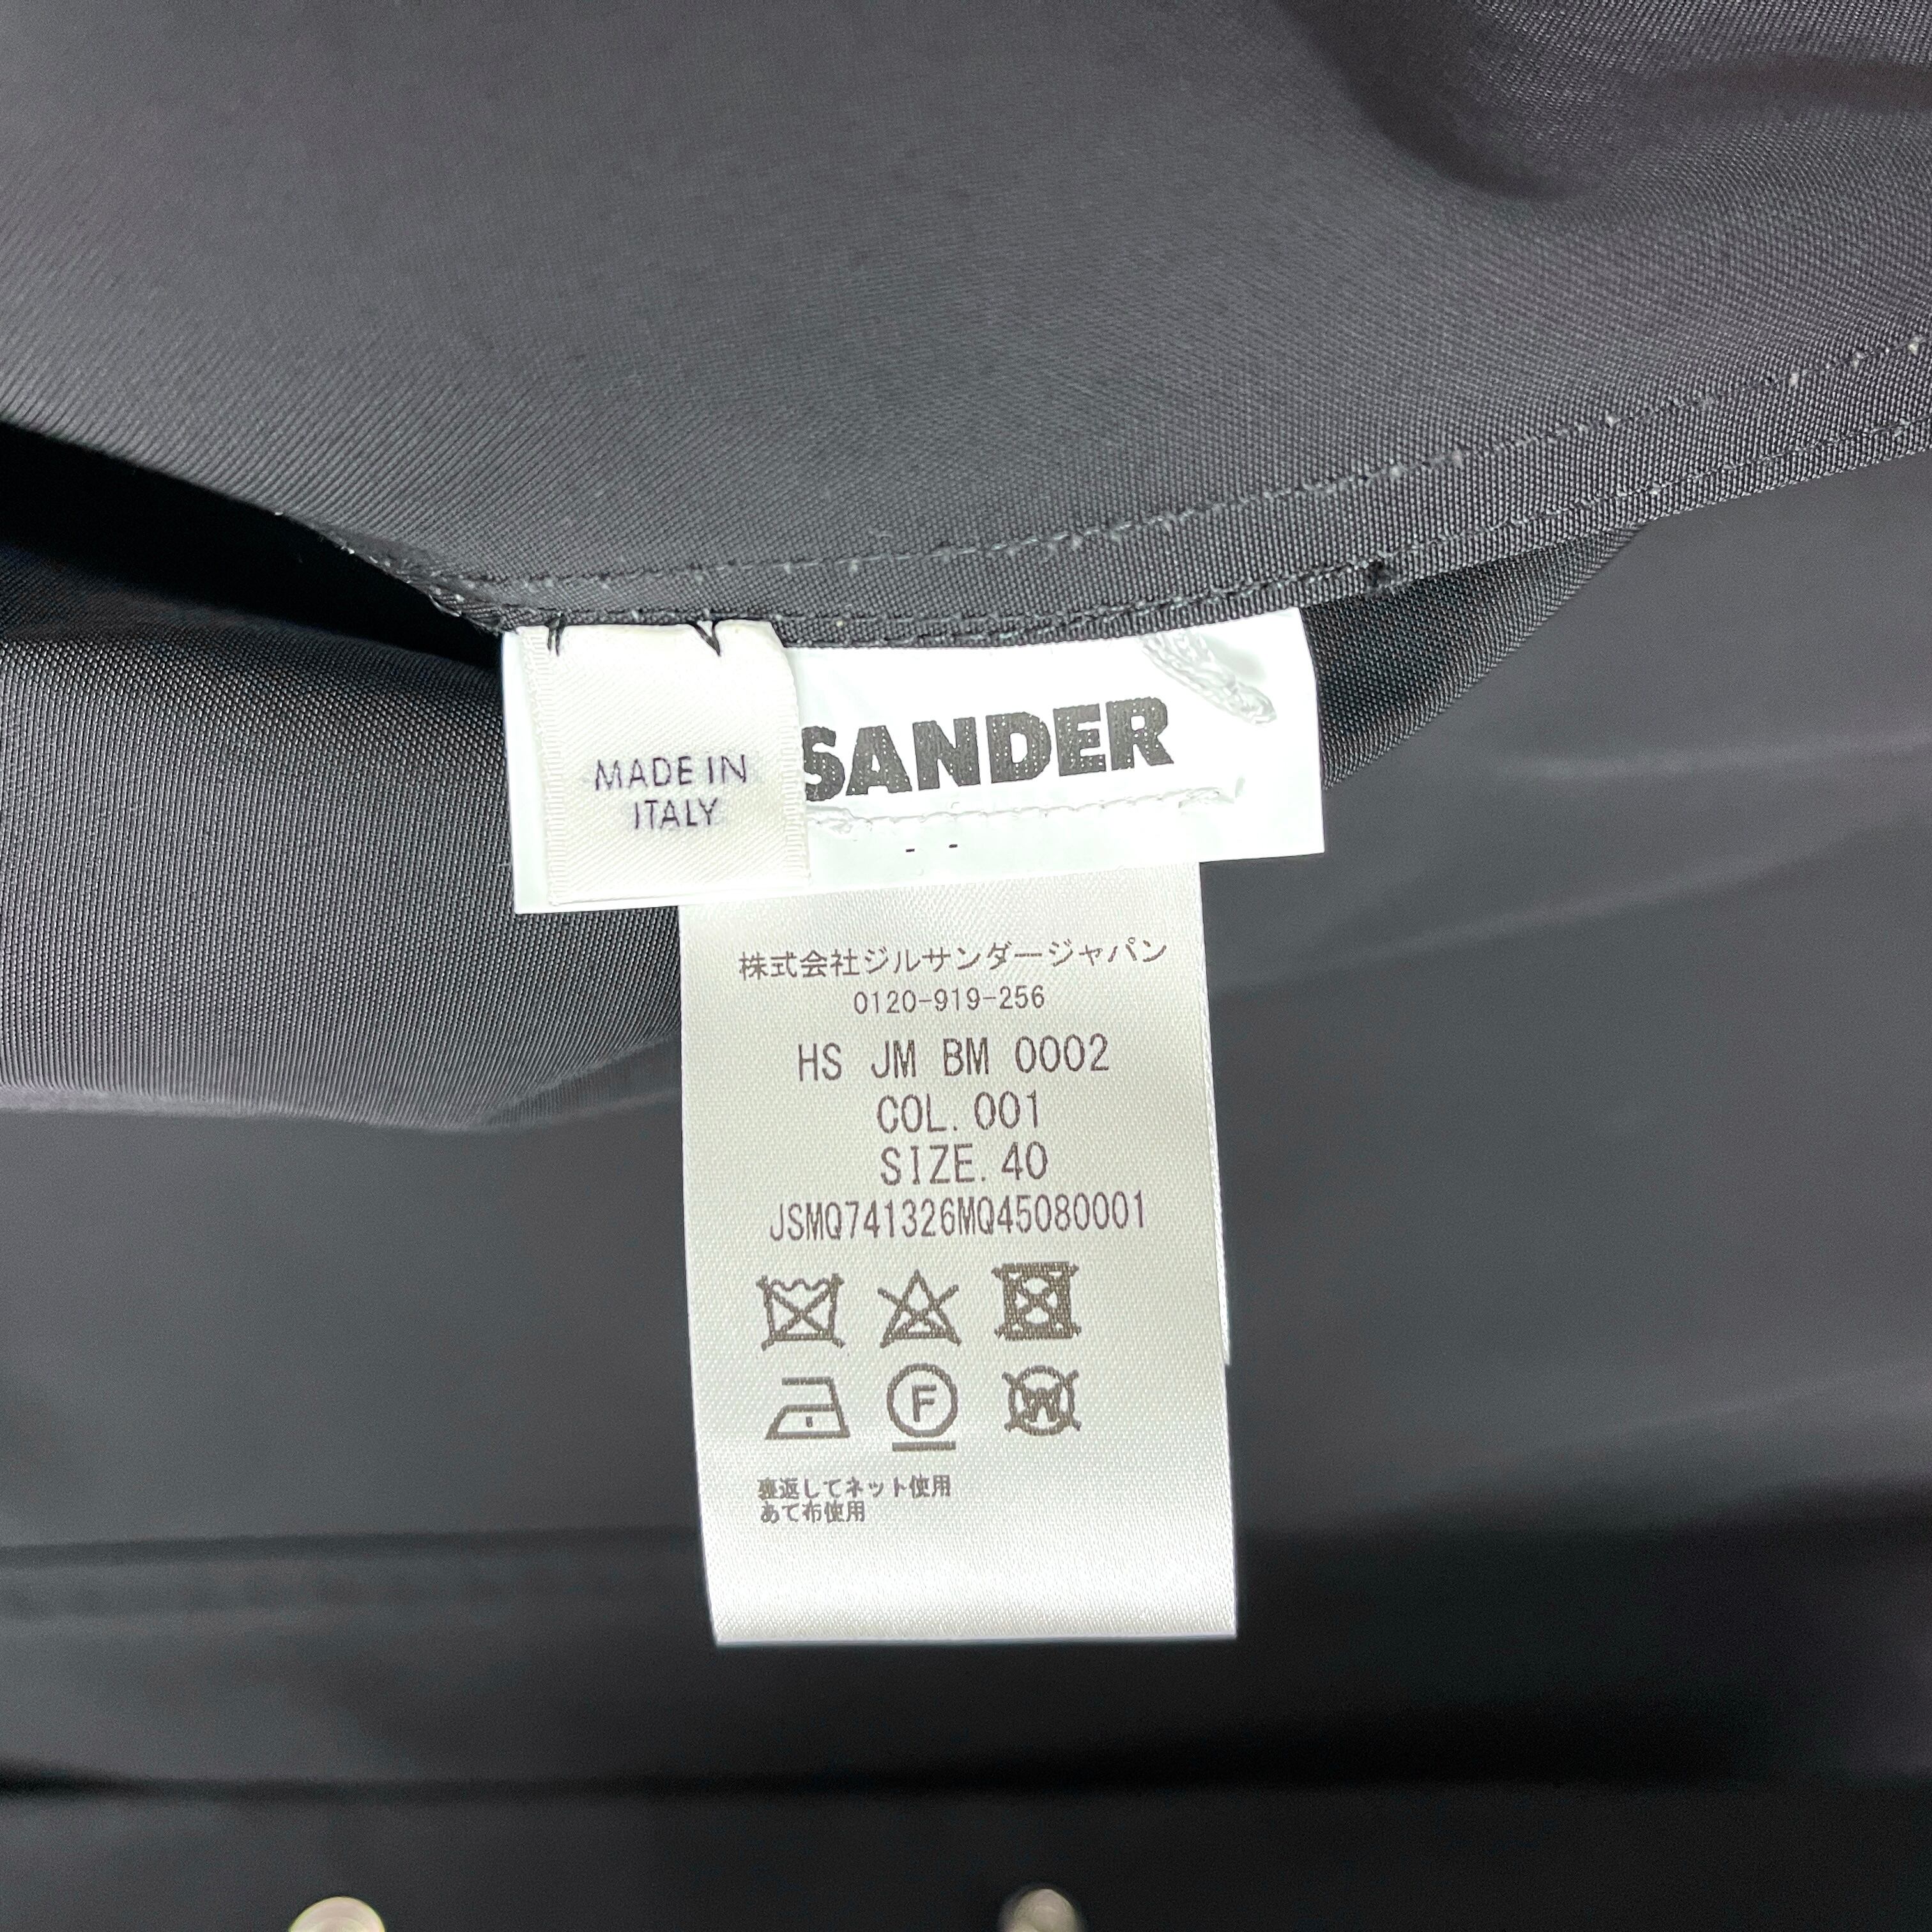 MADE IN
ITALY
SANDER
株式会社ジルサンダージャパン
0120-919-256
HS JM BM 0002
COL.001
SIZE.40
JSMQ741326MQ45080001
F
W
裏返してネット使用
あて布使用